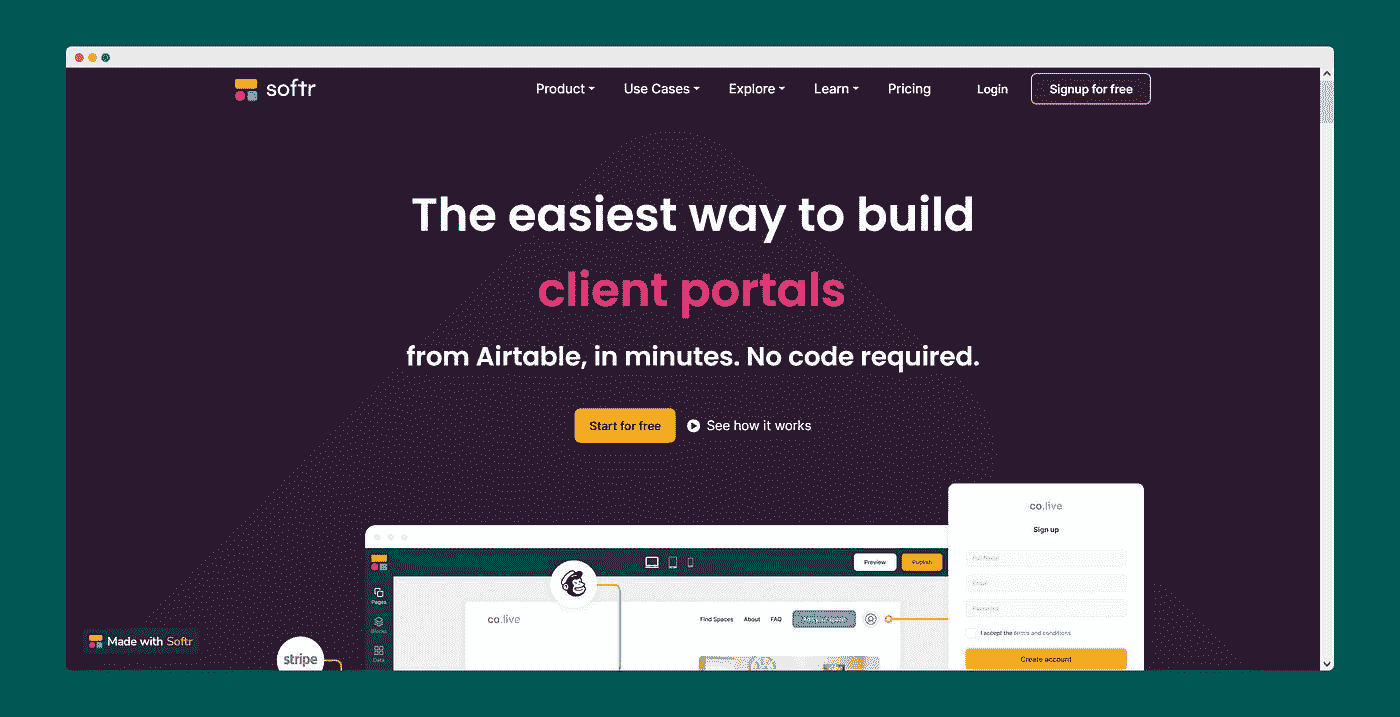 softr
Product
Use Cases
Explore
Learn
Pricing
Login
Signup for free
The easiest way to build
client portals
from Airtable, in minutes. No code required.
Start for free
See how it works
co.live
Sign up
Full Name
Email
Password
I accept the terms and conditions
Create account
Preview
Publish
Pages
Blocks
Data
co.live
Find Spaces
About
FAQ
Made with Softr
stripe